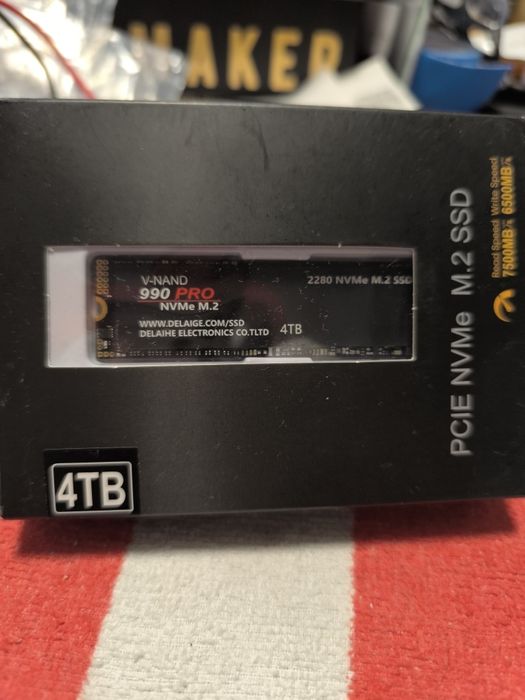 MAKER
V-NAND
990 PRO
NVMe M.2
WWW.DELAIGE.COM/SSD
DELAIHE ELECTRONICS CO.TLTD
4TB
2280 NVMe M.2 SSD
4TB
PCIE NVMe M.2 SSD
Read Speed Write Speed
7500MB/s 6500MB/s